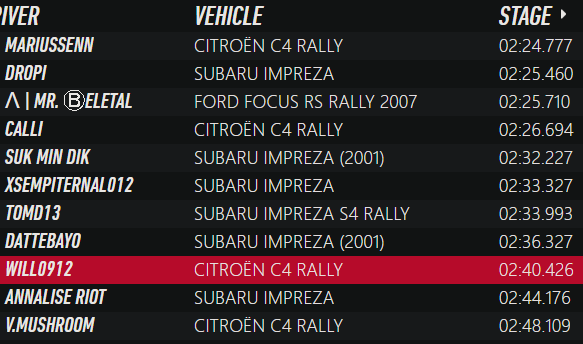 RIVER VEHICLE STAGE
MARIUSSENN CITROËN C4 RALLY 02:24.777
DROPI SUBARU IMPREZA 02:25.460
Λ | MR. ⒷELETAL FORD FOCUS RS RALLY 2007 02:25.710
CALLI CITROËN C4 RALLY 02:26.694
SUK MIN DIK SUBARU IMPREZA (2001) 02:32.227
XSEMPITERNAL012 SUBARU IMPREZA 02:33.327
TOMD13 SUBARU IMPREZA S4 RALLY 02:33.993
DATTEBAYO SUBARU IMPREZA (2001) 02:36.327
WILL0912 CITROËN C4 RALLY 02:40.426
ANNALISE RIOT SUBARU IMPREZA 02:44.176
V.MUSHROOM CITROËN C4 RALLY 02:48.109